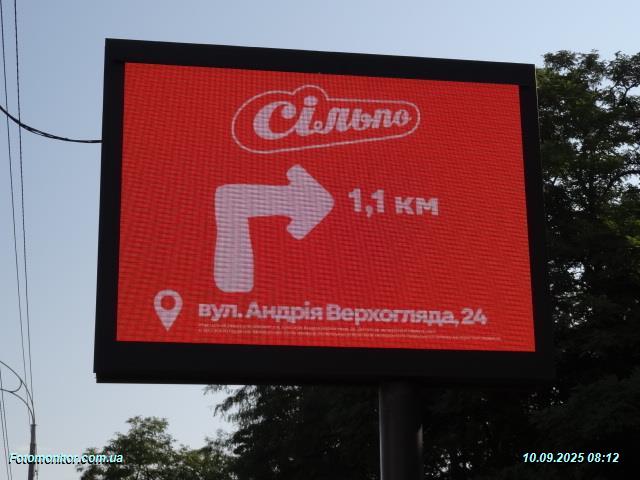 Сільпо
1,1 км
вул. Андрія Верхогляда, 24
Fotomonitor.com.ua
10.09.2025 08:12